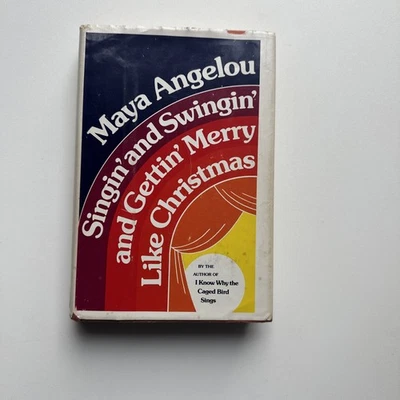 Maya Angelou
Singin' and Swingin'
and Gettin' Merry
Like Christmas
BY THE
AUTHOR OF
I Know Why the
Caged Bird
Sings